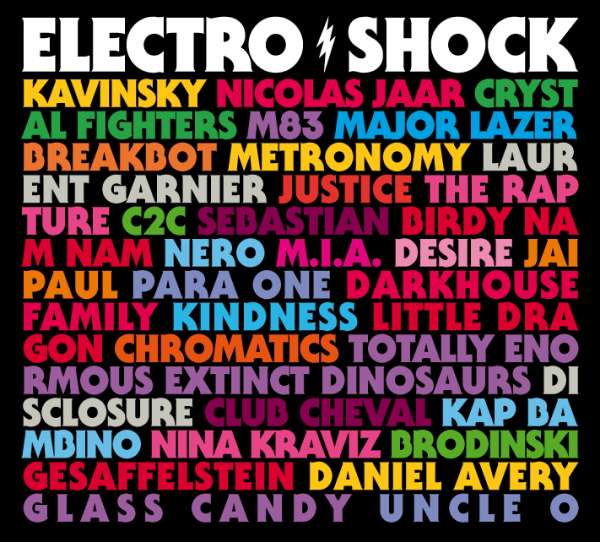 ELECTRO SHOCK
KAVINSKY NICOLAS JAAR CRYST
AL FIGHTERS M83 MAJOR LAZER
BREAKBOT METRONOMY LAUR
ENT GARNIER JUSTICE THE RAP
TURE C2C SEBASTIAN BIRDY NA
M NAM NERO M.I.A. DESIRE JAI
PAUL PARA ONE DARKHOUSE
FAMILY KINDNESS LITTLE DRA
GON CHROMATICS TOTALLY ENO
RMOUS EXTINCT DINOSAURS DI
SCLOSURE CLUB CHEVAL KAP BA
MBINO NINA KRAVIZ BRODINSKI
GESAFFELSTEIN DANIEL AVERY
GLASS CANDY UNCLE O